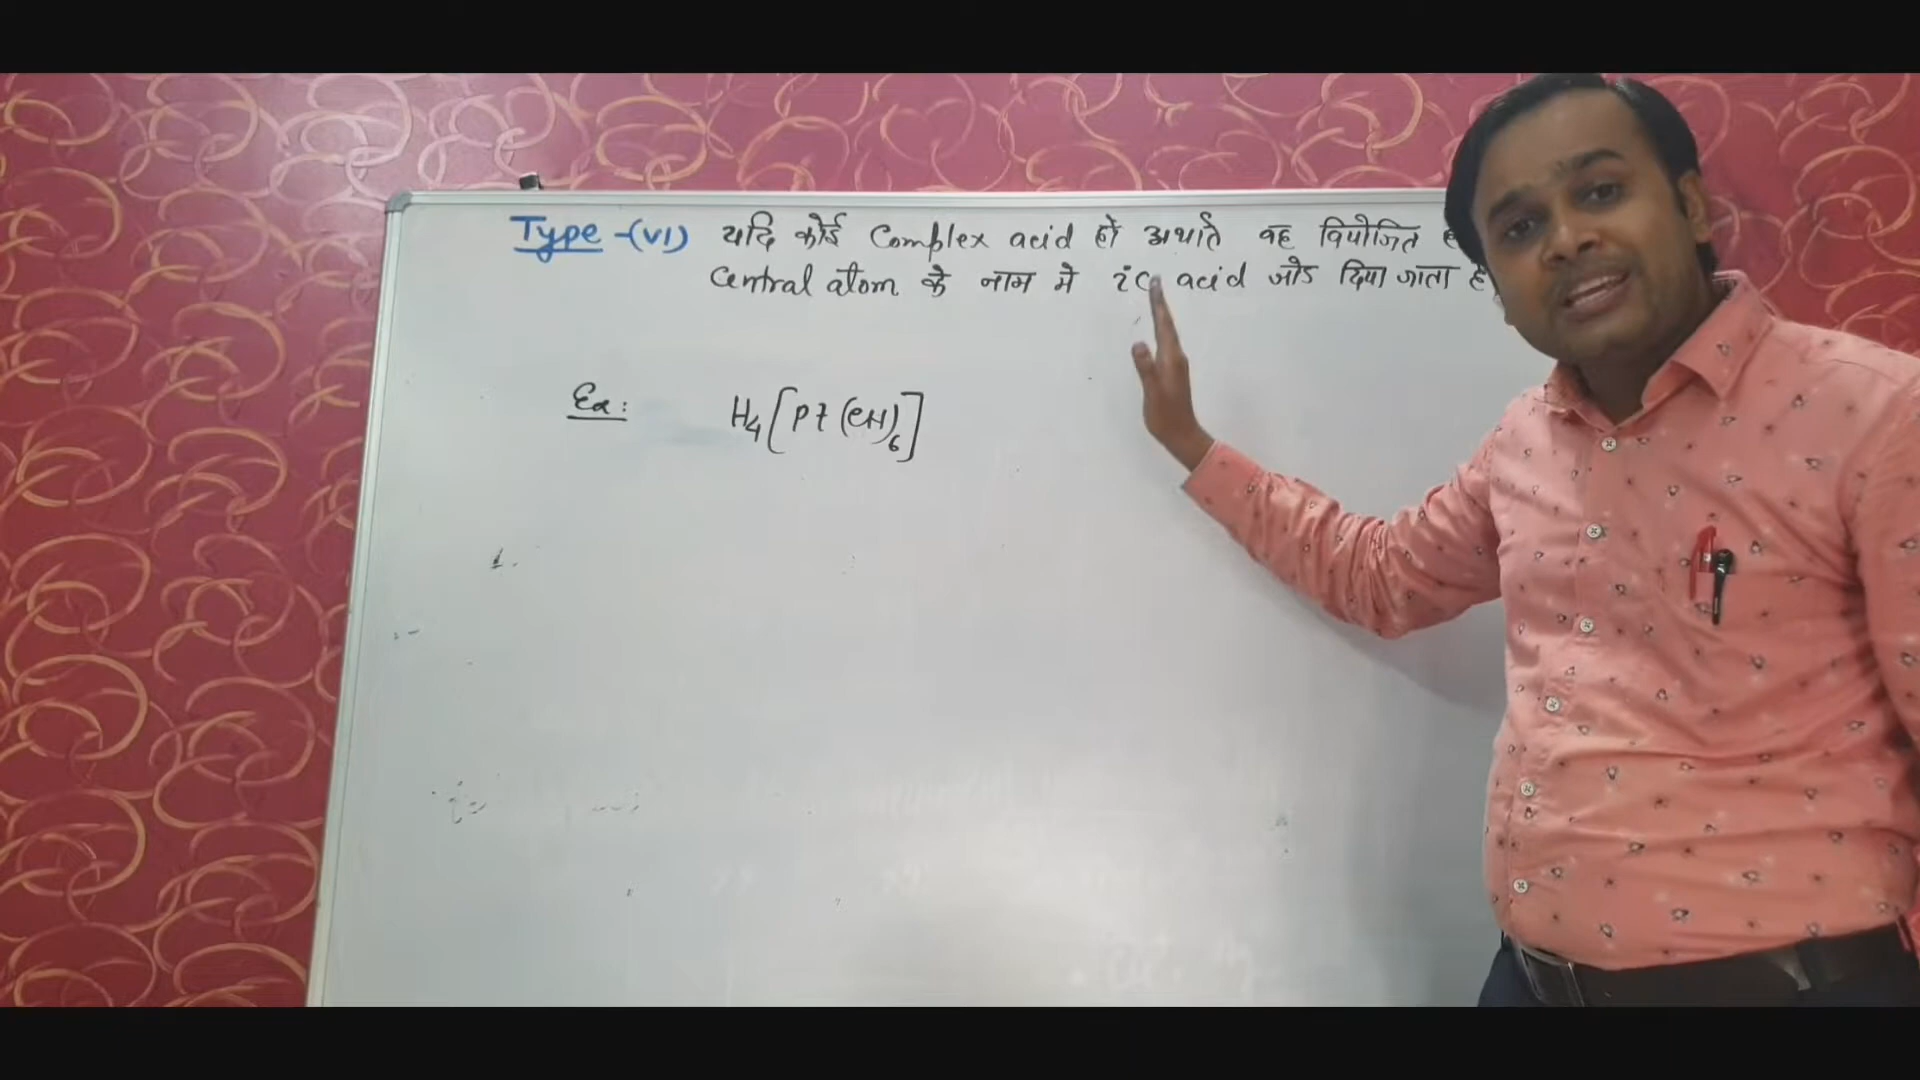 Type-(VI) यदि कोई Complex acid हो अर्थात वह वियोजित
Central atom के नाम मे ic acid जोड दिया जाता है
Ex: H₄[Pt(CN)₆]